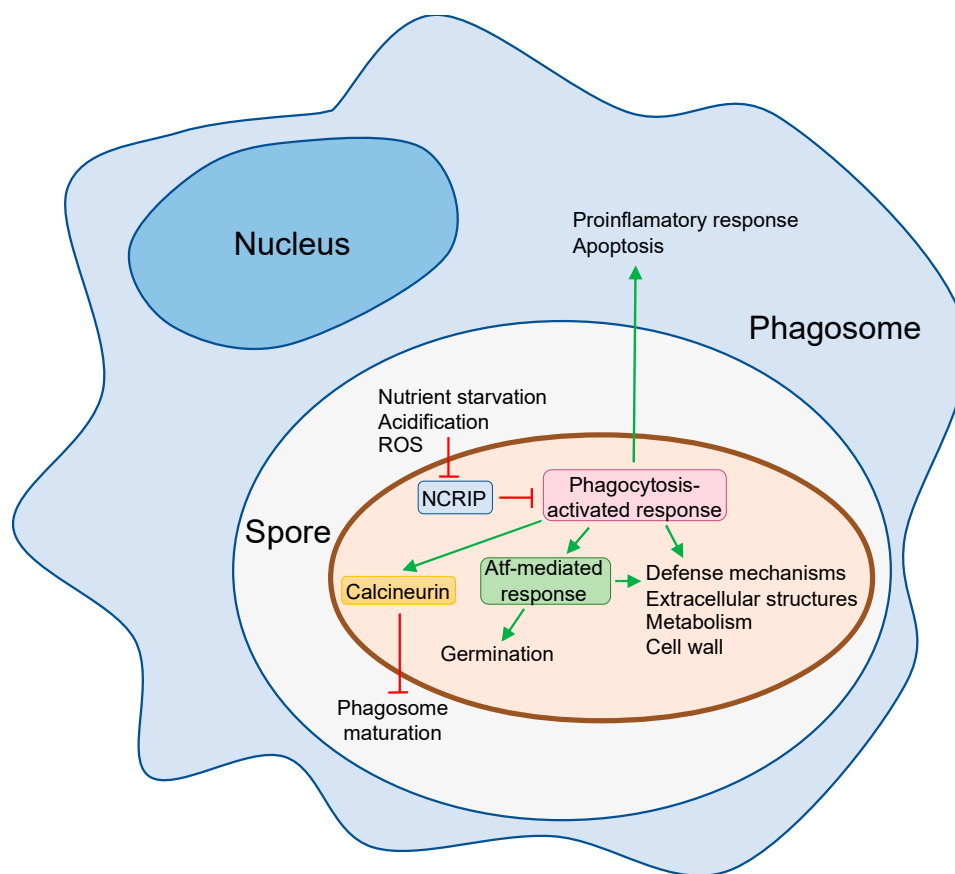 Nucleus
Proinflamatory response
Apoptosis
Phagosome
Nutrient starvation
Acidification
ROS
NCRIP
Phagocytosis-
activated response
Spore
Calcineurin
Atf-mediated
response
Defense mechanisms
Extracellular structures
Metabolism
Cell wall
Germination
Phagosome
maturation